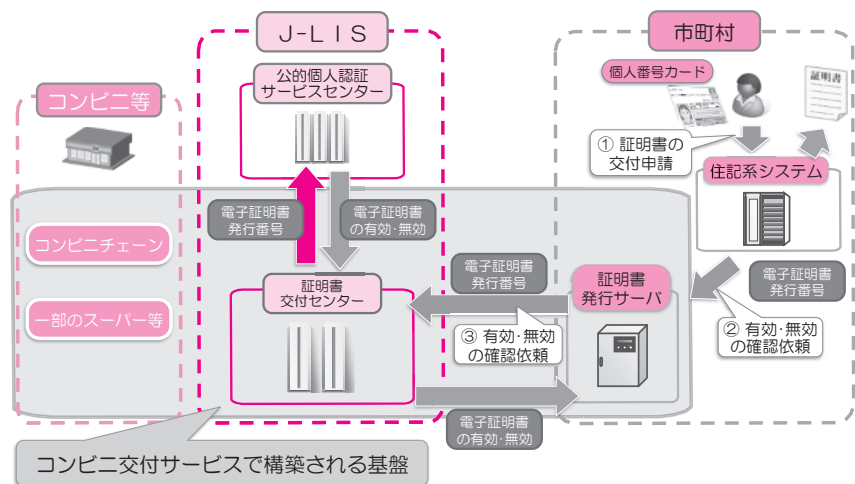 J-LIS
公的個人認証
サービスセンター
市町村
個人番号カード
証明書
コンビニ等
① 証明書の
交付申請
住記系システム
電子証明書
発行番号
電子証明書
の有効・無効
コンビニチェーン
一部のスーパー等
証明書
交付センター
電子証明書
発行番号
証明書
発行サーバ
電子証明書
発行番号
② 有効・無効
の確認依頼
③ 有効・無効
の確認依頼
電子証明書
の有効・無効
コンビニ交付サービスで構築される基盤